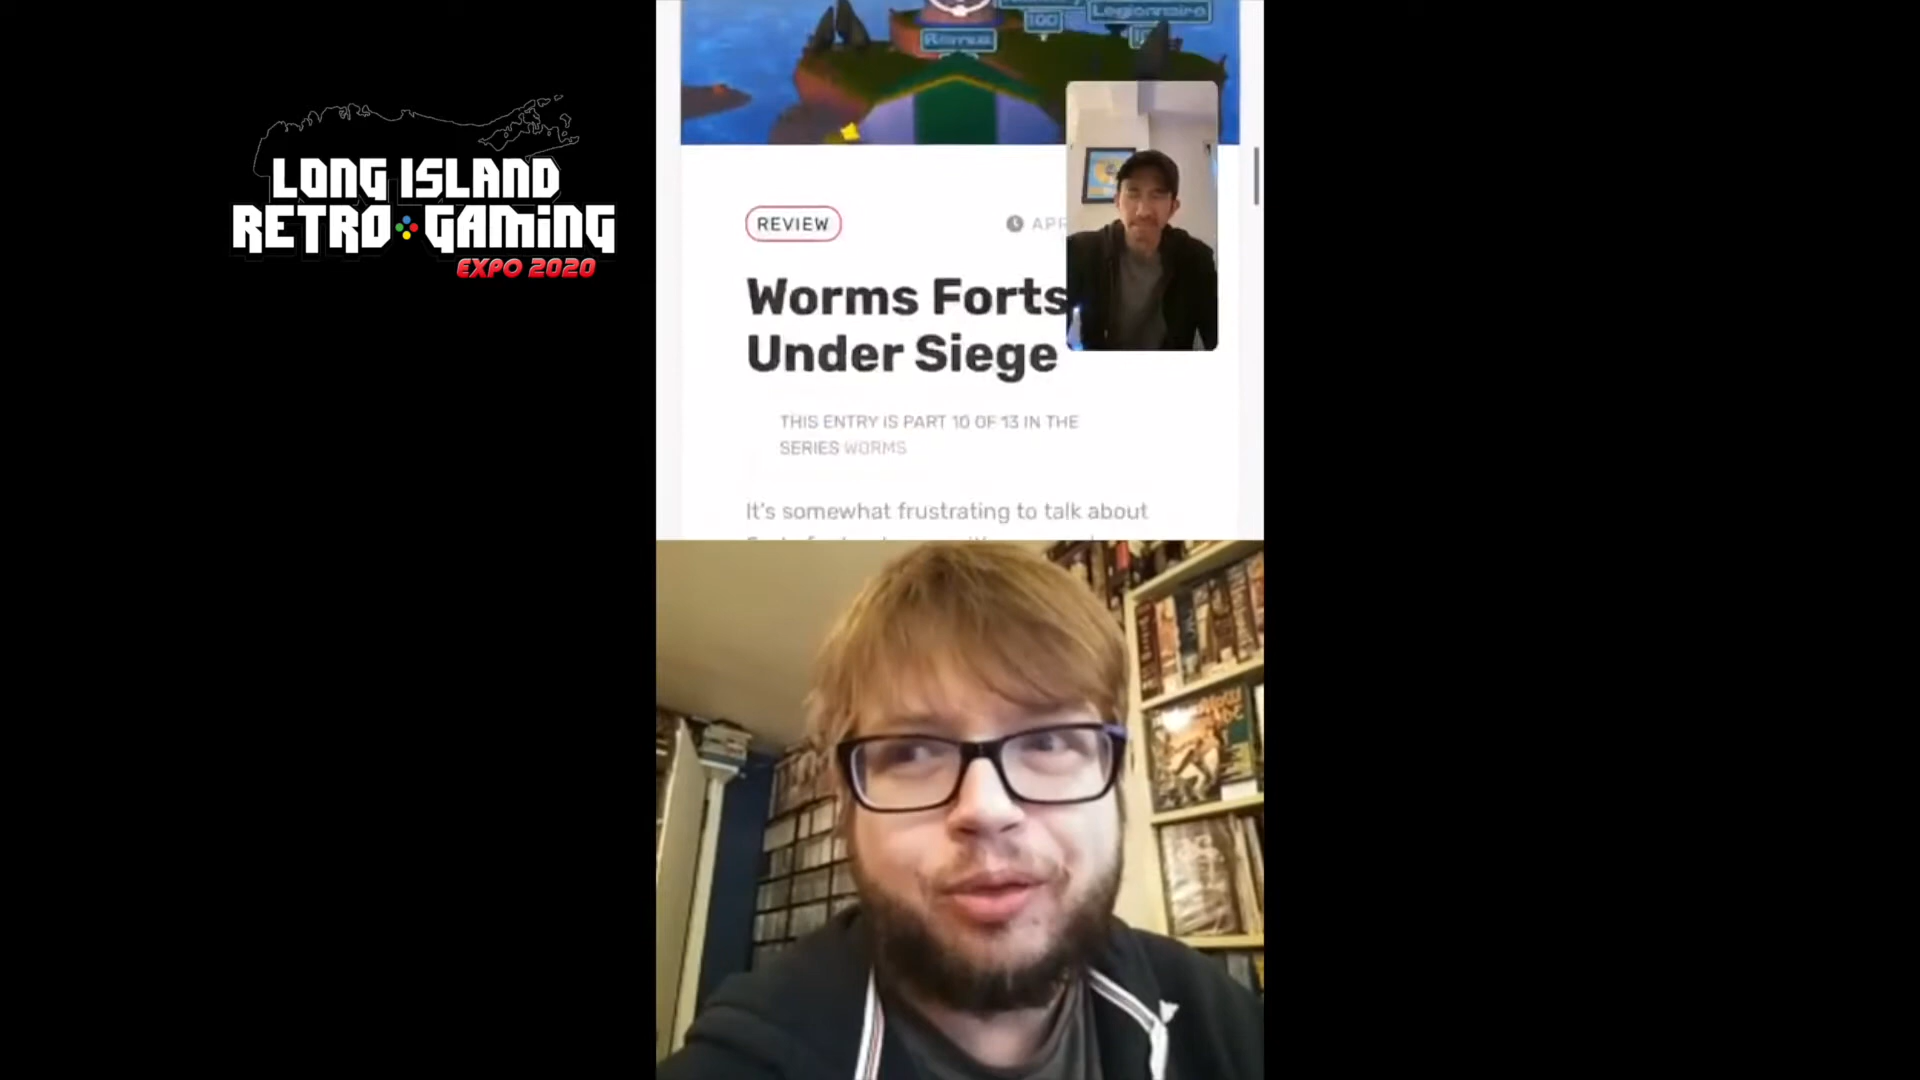 Legionnaire
100
LONG ISLAND
RETRO GAMING
EXPO 2020
REVIEW
APR
Worms Forts
Under Siege
THIS ENTRY IS PART 10 OF 13 IN THE
SERIES WORMS
It's somewhat frustrating to talk about